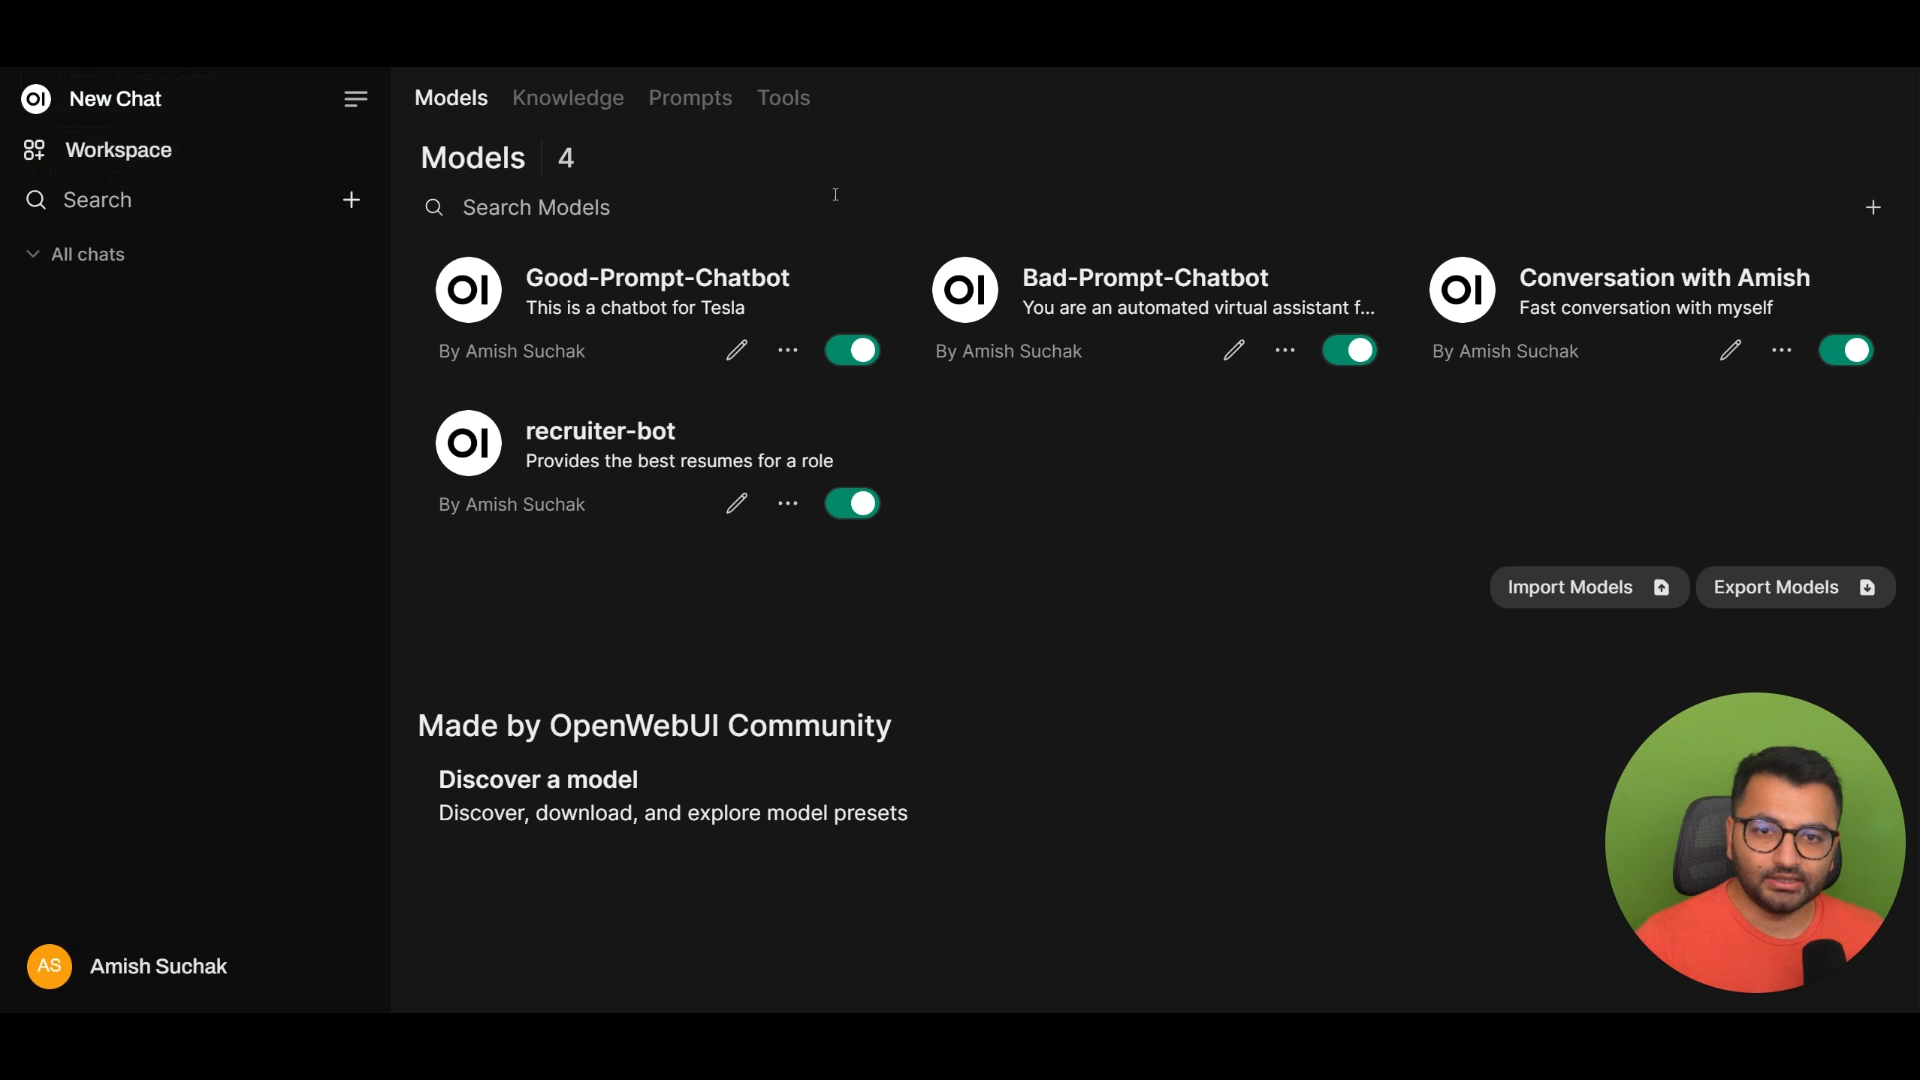 OI New Chat
Workspace
Search
All chats
AS Amish Suchak
Models Knowledge Prompts Tools
Models 4
Search Models
OI
Good-Prompt-Chatbot
This is a chatbot for Tesla
By Amish Suchak
OI
Bad-Prompt-Chatbot
You are an automated virtual assistant f...
By Amish Suchak
OI
Conversation with Amish
Fast conversation with myself
By Amish Suchak
OI
recruiter-bot
Provides the best resumes for a role
By Amish Suchak
Import Models
Export Models
Made by OpenWebUI Community
Discover a model
Discover, download, and explore model presets